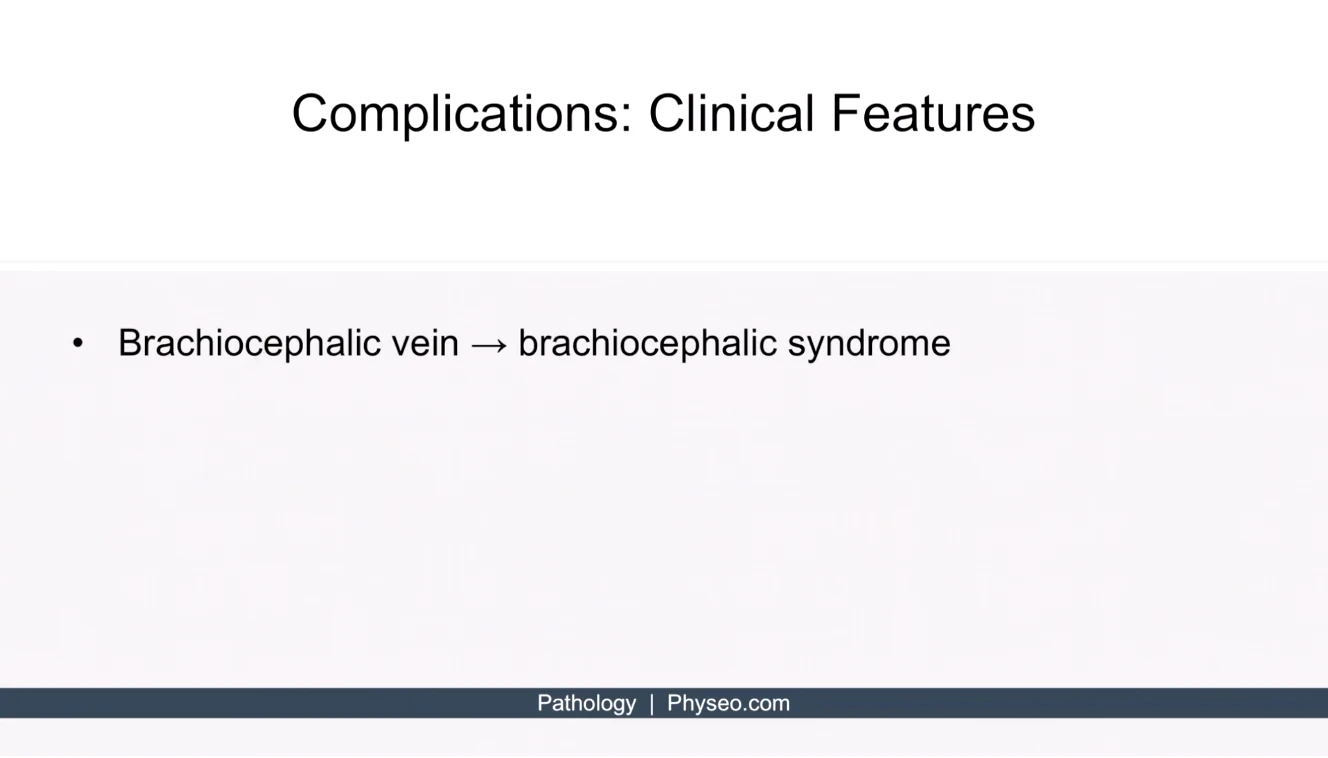 Complications: Clinical Features
• Brachiocephalic vein → brachiocephalic syndrome
Pathology | Physeo.com